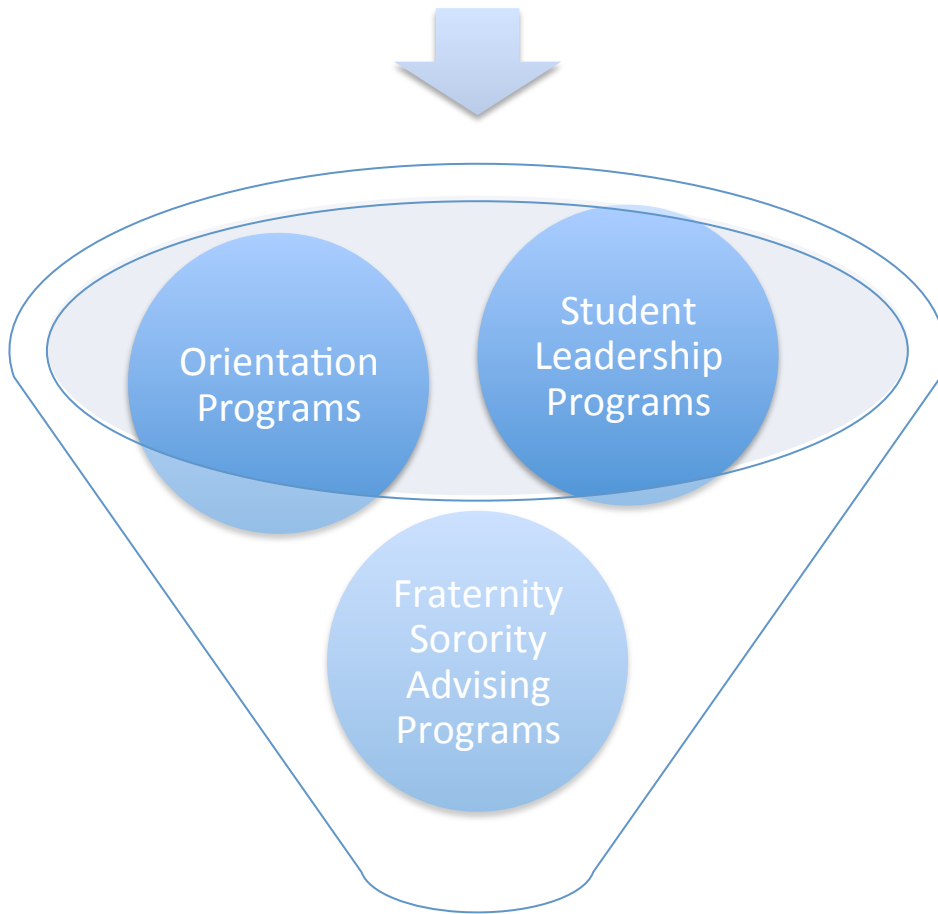 Orientation
Programs
Student
Leadership
Programs
Fraternity
Sorority
Advising
Programs